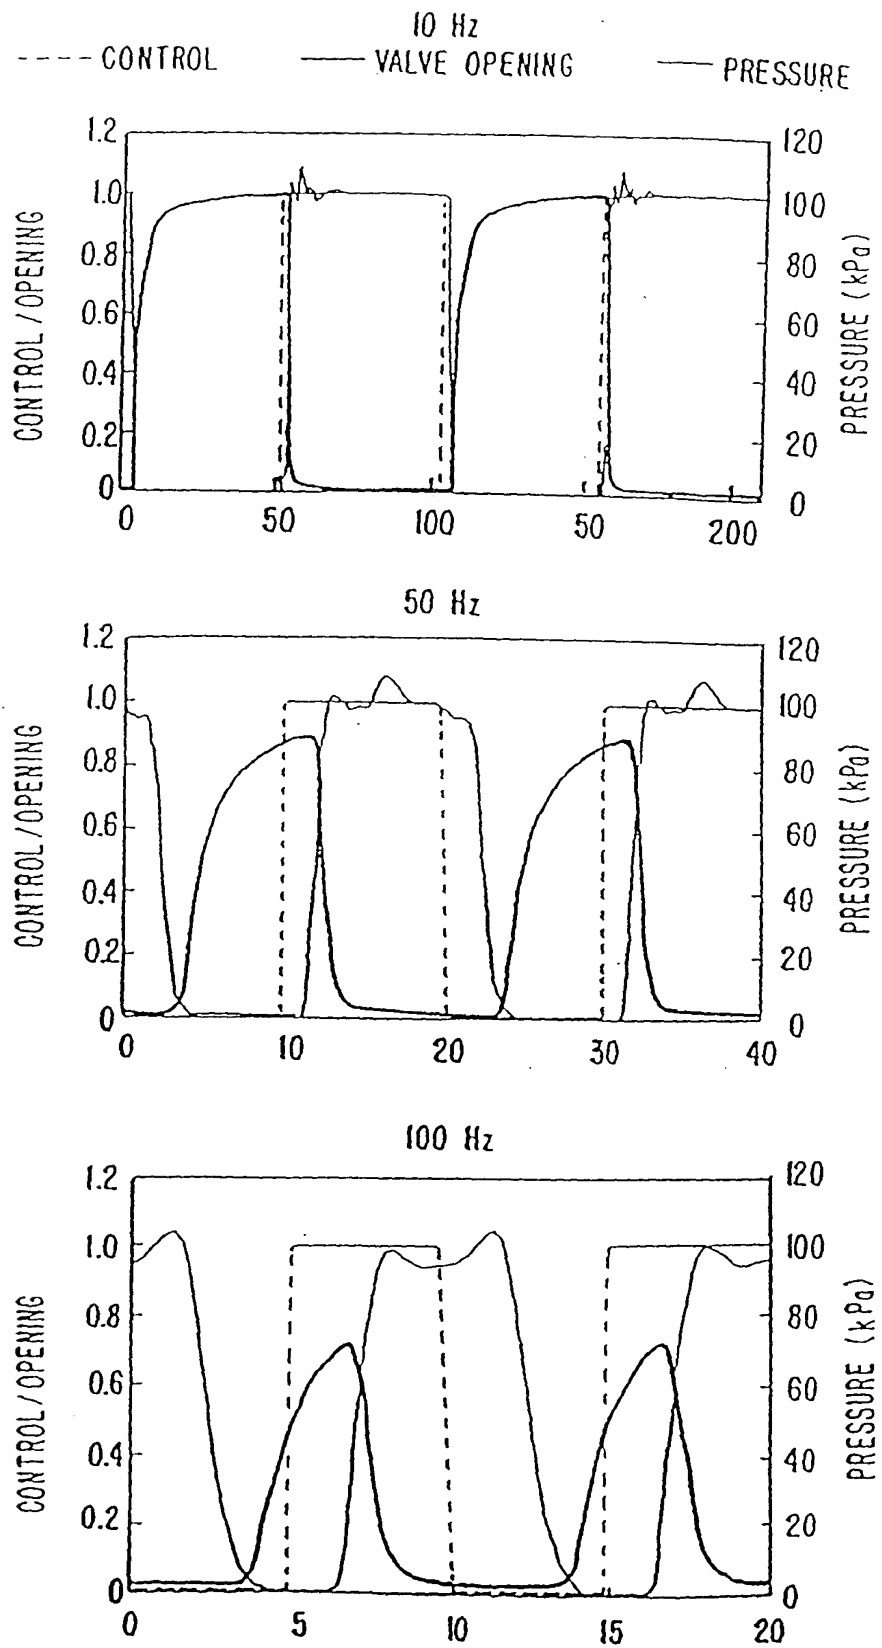 10 Hz
---- CONTROL —— VALVE OPENING —— PRESSURE
1.2 120
1.0 100
0.8 80
0.6 60
0.4 40
0.2 20
0 0
CONTROL/OPENING
PRESSURE (kPa)
0 50 100 50 200
50 Hz
1.2 120
1.0 100
0.8 80
0.6 60
0.4 40
0.2 20
0 0
CONTROL/OPENING
PRESSURE (kPa)
0 10 20 30 40
100 Hz
1.2 120
1.0 100
0.8 80
0.6 60
0.4 40
0.2 20
0 0
CONTROL/OPENING
PRESSURE (kPa)
0 5 10 15 20